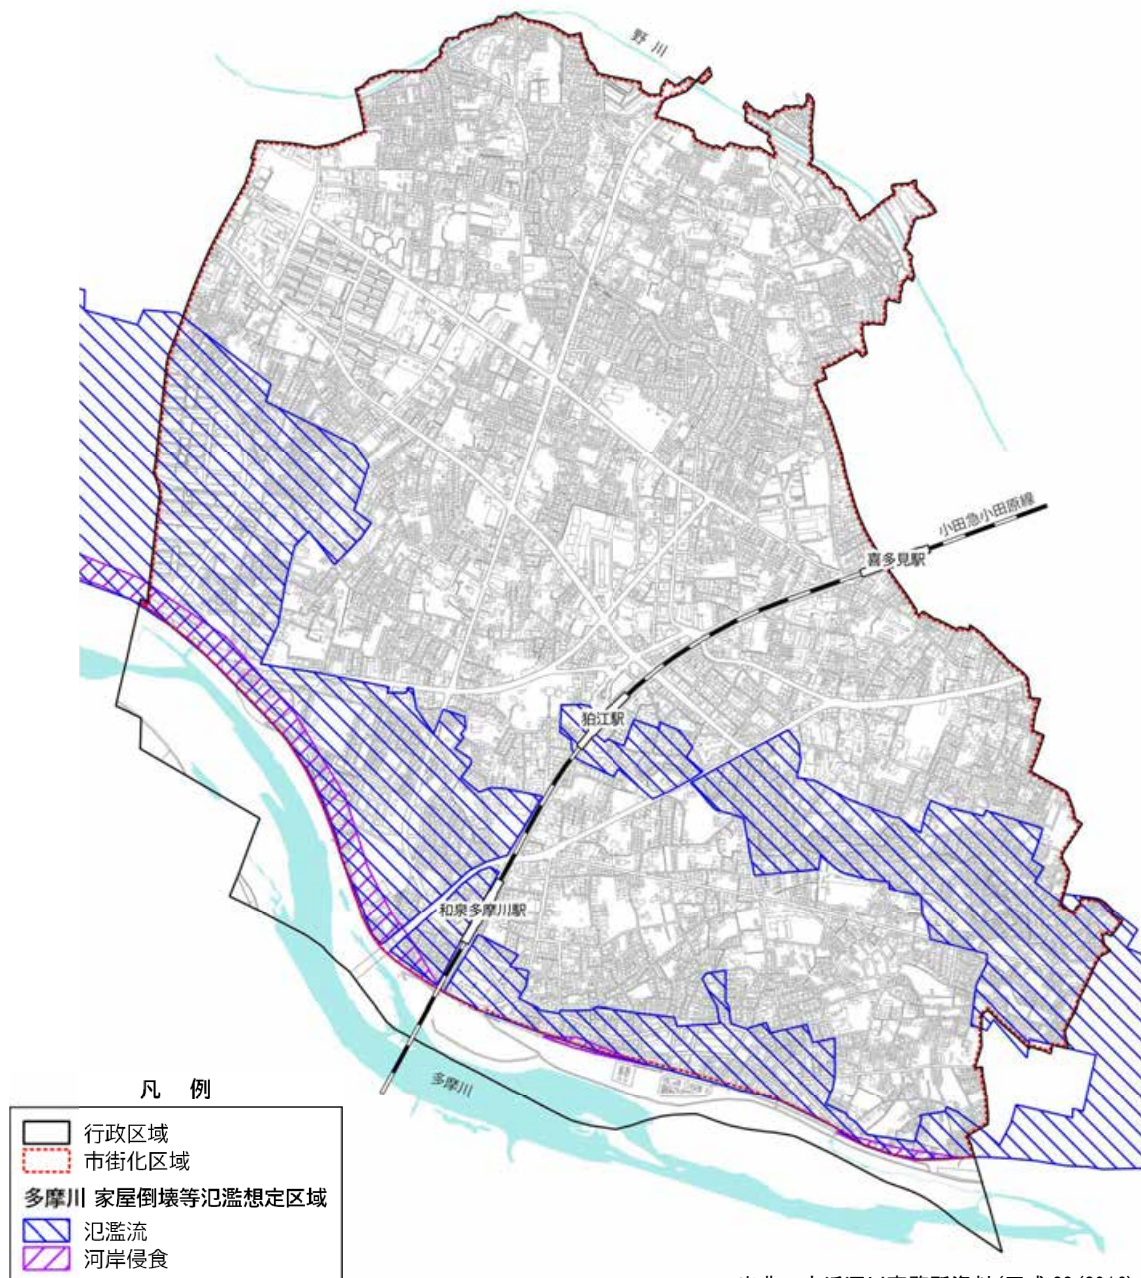 野川
小田急小田原線
喜多見駅
狛江駅
和泉多摩川駅
多摩川
凡 例
行政区域
市街化区域
多摩川 家屋倒壊等氾濫想定区域
氾濫流
河岸侵食